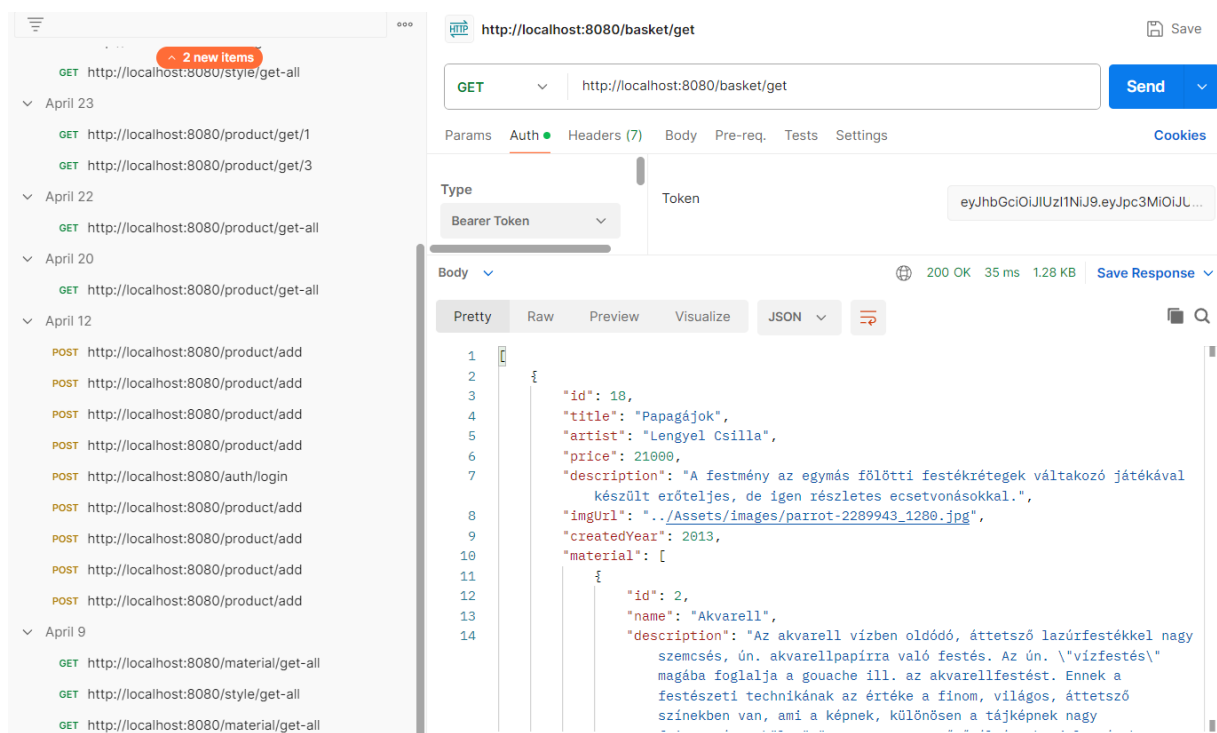 2 new items
GET http://localhost:8080/style/get-all
April 23
GET http://localhost:8080/product/get/1
GET http://localhost:8080/product/get/3
April 22
GET http://localhost:8080/product/get-all
April 20
GET http://localhost:8080/product/get-all
April 12
POST http://localhost:8080/product/add
POST http://localhost:8080/product/add
POST http://localhost:8080/product/add
POST http://localhost:8080/product/add
POST http://localhost:8080/auth/login
POST http://localhost:8080/product/add
POST http://localhost:8080/product/add
POST http://localhost:8080/product/add
POST http://localhost:8080/product/add
April 9
GET http://localhost:8080/material/get-all
GET http://localhost:8080/style/get-all
GET http://localhost:8080/material/get-all
HTTP http://localhost:8080/basket/get Save
GET http://localhost:8080/basket/get Send
Params Auth Headers (7) Body Pre-req. Tests Settings Cookies
Type
Bearer Token
Token eyJhbGciOiJIUzI1NiJ9.eyJpc3MiOiJU...
Body 200 OK 35 ms 1.28 KB Save Response
Pretty Raw Preview Visualize JSON
1 [
2 {
3 "id": 18,
4 "title": "Papagájok",
5 "artist": "Lengyel Csilla",
6 "price": 21000,
7 "description": "A festmény az egymás fölötti festékrétegek váltakozó játékával
készült erőteljes, de igen részletes ecsetvonásokkal.",
8 "imgUrl": "../Assets/images/parrot-2289943_1280.jpg",
9 "createdYear": 2013,
10 "material": [
11 {
12 "id": 2,
13 "name": "Akvarell",
14 "description": "Az akvarell vízben oldódó, áttetsző lazúrfestékkel nagy
szemcsés, ún. akvarellpapírra való festés. Az ún. \"vízfestés\"
magába foglalja a gouache ill. az akvarellfestést. Ennek a
festészeti technikának az értéke a finom, világos, áttetsző
színekben van, ami a képnek, különösen a tájképnek nagy